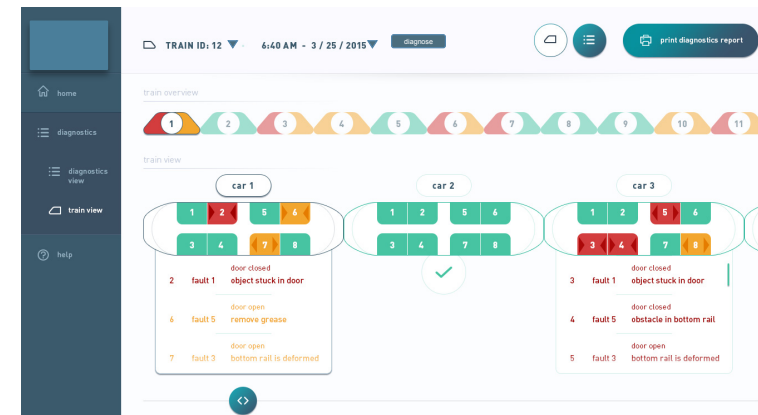 TRAIN ID: 12
6:40 AM - 3 / 25 / 2015
diagnose
print diagnostics report
home
diagnostics
diagnostics
view
train view
help
train overview
1 2 3 4 5 6 7 8 9 10 11
train view
car 1
car 2
car 3
1 2 5 6
3 4 7 8
1 2 5 6
3 4 7 8
1 2 5 6
3 4 7 8
door closed
2 fault 1 object stuck in door
door open
6 fault 5 remove grease
door open
7 fault 3 bottom rail is deformed
door closed
3 fault 1 object stuck in door
door closed
4 fault 5 obstacle in bottom rail
door open
5 fault 3 bottom rail is deformed